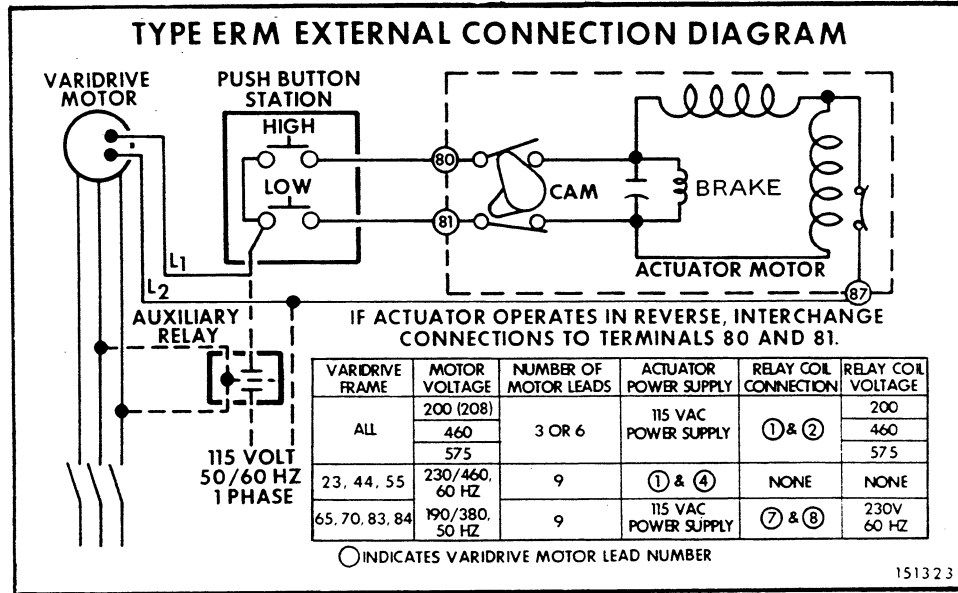 TYPE ERM EXTERNAL CONNECTION DIAGRAM
VARIDRIVE
MOTOR
PUSH BUTTON
STATION
HIGH
LOW
80
81
CAM
BRAKE
ACTUATOR MOTOR
87
L1
L2
AUXILIARY
RELAY
115 VOLT
50/60 HZ
1 PHASE
IF ACTUATOR OPERATES IN REVERSE, INTERCHANGE
CONNECTIONS TO TERMINALS 80 AND 81.
VARIDRIVE FRAME MOTOR VOLTAGE NUMBER OF MOTOR LEADS ACTUATOR POWER SUPPLY RELAY COIL CONNECTION RELAY COIL VOLTAGE
ALL 200 (208) 3 OR 6 115 VAC POWER SUPPLY 1 & 2 200
460 460
575 575
23, 44, 55 230/460, 60 HZ 9 1 & 4 NONE NONE
65, 70, 83, 84 190/380, 50 HZ 9 115 VAC POWER SUPPLY 7 & 8 230V 60 HZ
INDICATES VARIDRIVE MOTOR LEAD NUMBER
151323